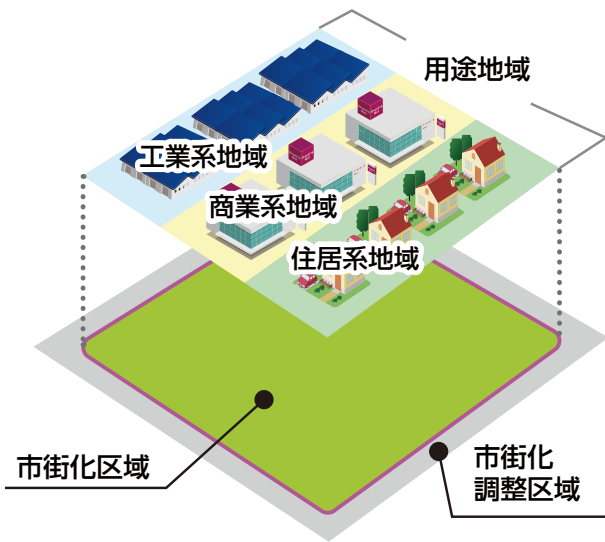 用途地域
工業系地域
商業系地域
住居系地域
市街化区域
市街化
調整区域